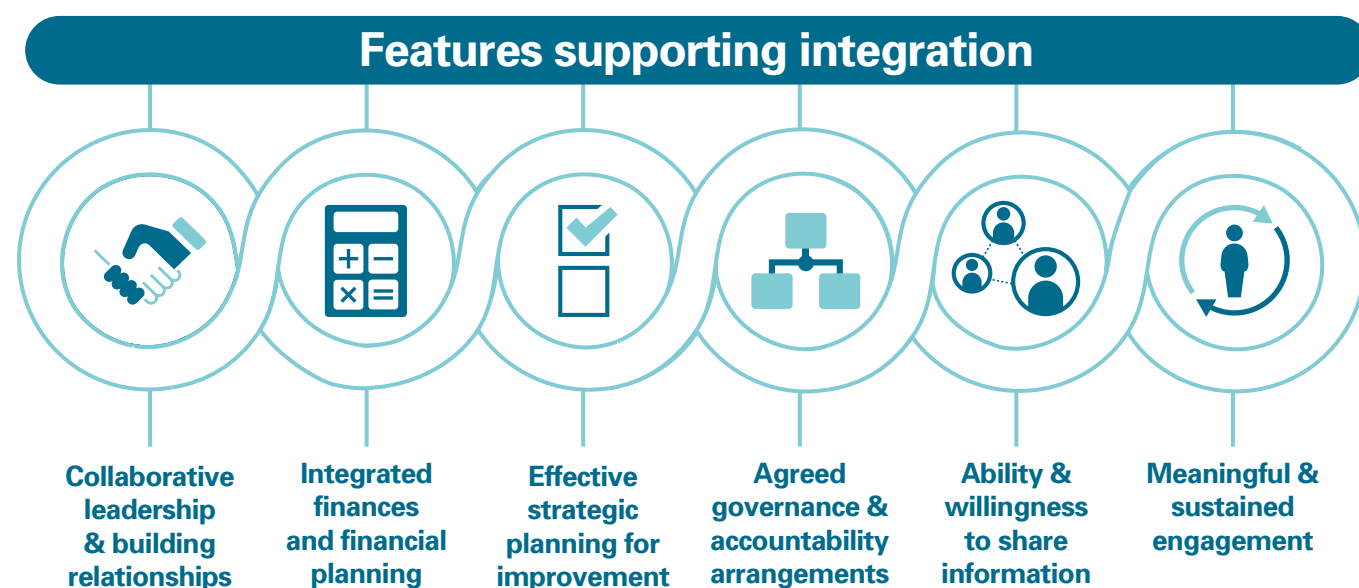 Features supporting integration
Collaborative
leadership
& building
relationships
Integrated
finances
and financial
planning
Effective
strategic
planning for
improvement
Agreed
governance &
accountability
arrangements
Ability &
willingness
to share
information
Meaningful &
sustained
engagement